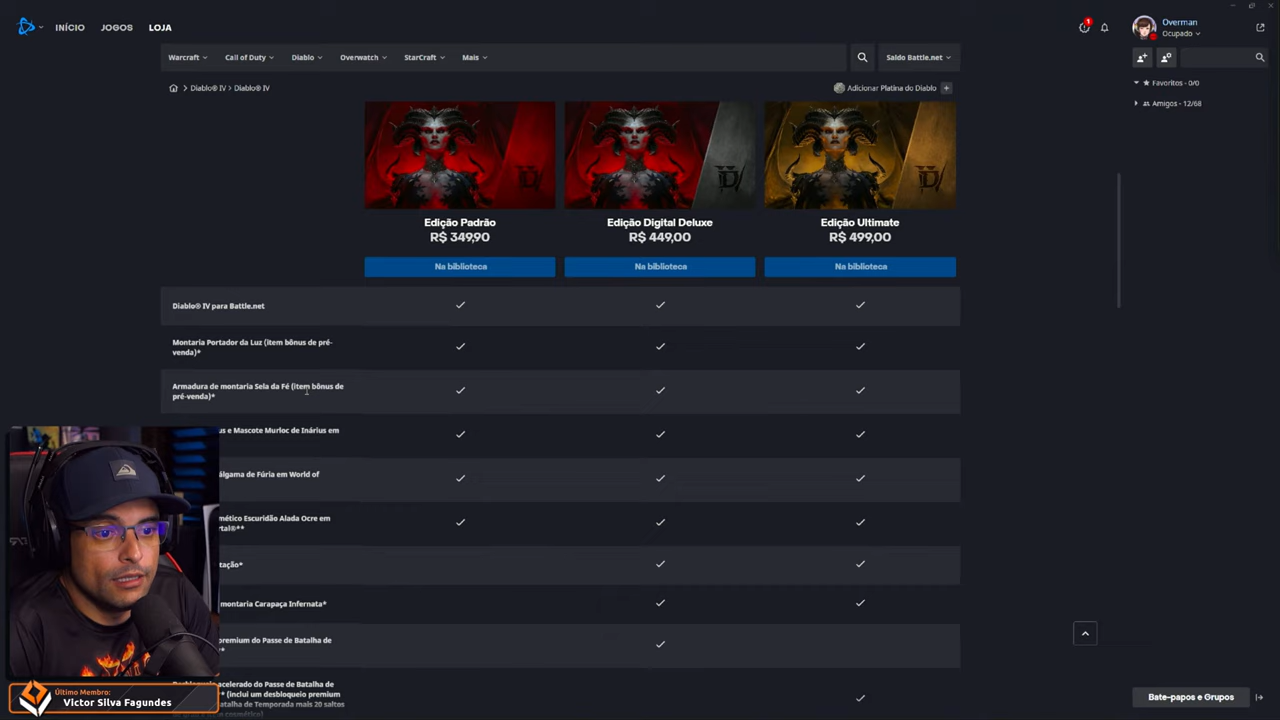 INÍCIO JOGOS LOJA
1
Overman
Ocupado
Warcraft Call of Duty Diablo Overwatch StarCraft Mais Saldo Battle.net
Diablo® IV > Diablo® IV
Adicionar Platina do Diablo
Favoritos - 0/0
Amigos - 12/68
Edição Padrão
R$ 349,90
Na biblioteca
Edição Digital Deluxe
R$ 449,00
Na biblioteca
Edição Ultimate
R$ 499,00
Na biblioteca
Diablo® IV para Battle.net
Montaria Portador da Luz (item bônus de pré-
venda)*
Armadura de montaria Sela da Fé (item bônus de
pré-venda)*
e Mascote Murloc de Inárius em
álgama de Fúria em World of
mético Escuridão Alada Ocre em
rtal®**
tação*
montaria Carapaça Infernata*
premium do Passe de Batalha de
acelerado do Passe de Batalha de
(inclui um desbloqueio premium
atalha de Temporada mais 20 saltos
Último Membro:
Victor Silva Fagundes
Bate-papos e Grupos